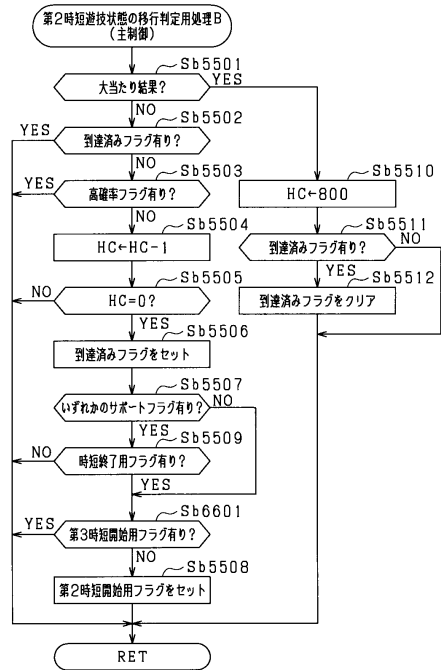 第2時短遊技状態の移行判定用処理B
(主制御)
Sb5501
大当たり結果?
YES
NO
Sb5502
YES
到達済みフラグ有り?
NO
Sb5503
YES
高確率フラグ有り?
NO
Sb5504
HC←HC-1
Sb5505
NO
HC=0?
YES
Sb5506
到達済みフラグをセット
Sb5507
いずれかのサポートフラグ有り?
NO
YES
Sb5509
NO
時短終了用フラグ有り?
YES
Sb6601
YES
第3時短開始用フラグ有り?
NO
Sb5508
第2時短開始用フラグをセット
Sb5510
HC←800
Sb5511
到達済みフラグ有り?
NO
YES
Sb5512
到達済みフラグをクリア
RET